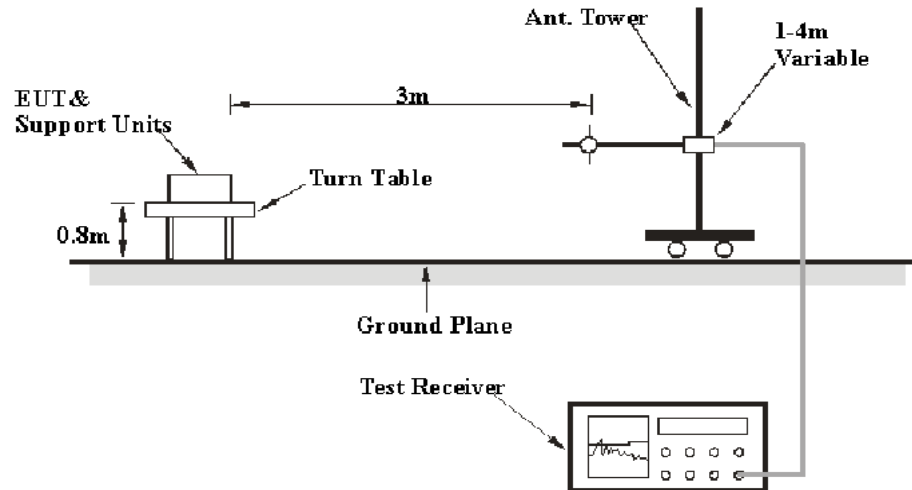 Ant. Tower
1-4m
Variable
3m
EUT&
Support Units
Turn Table
0.8m
Ground Plane
Test Receiver